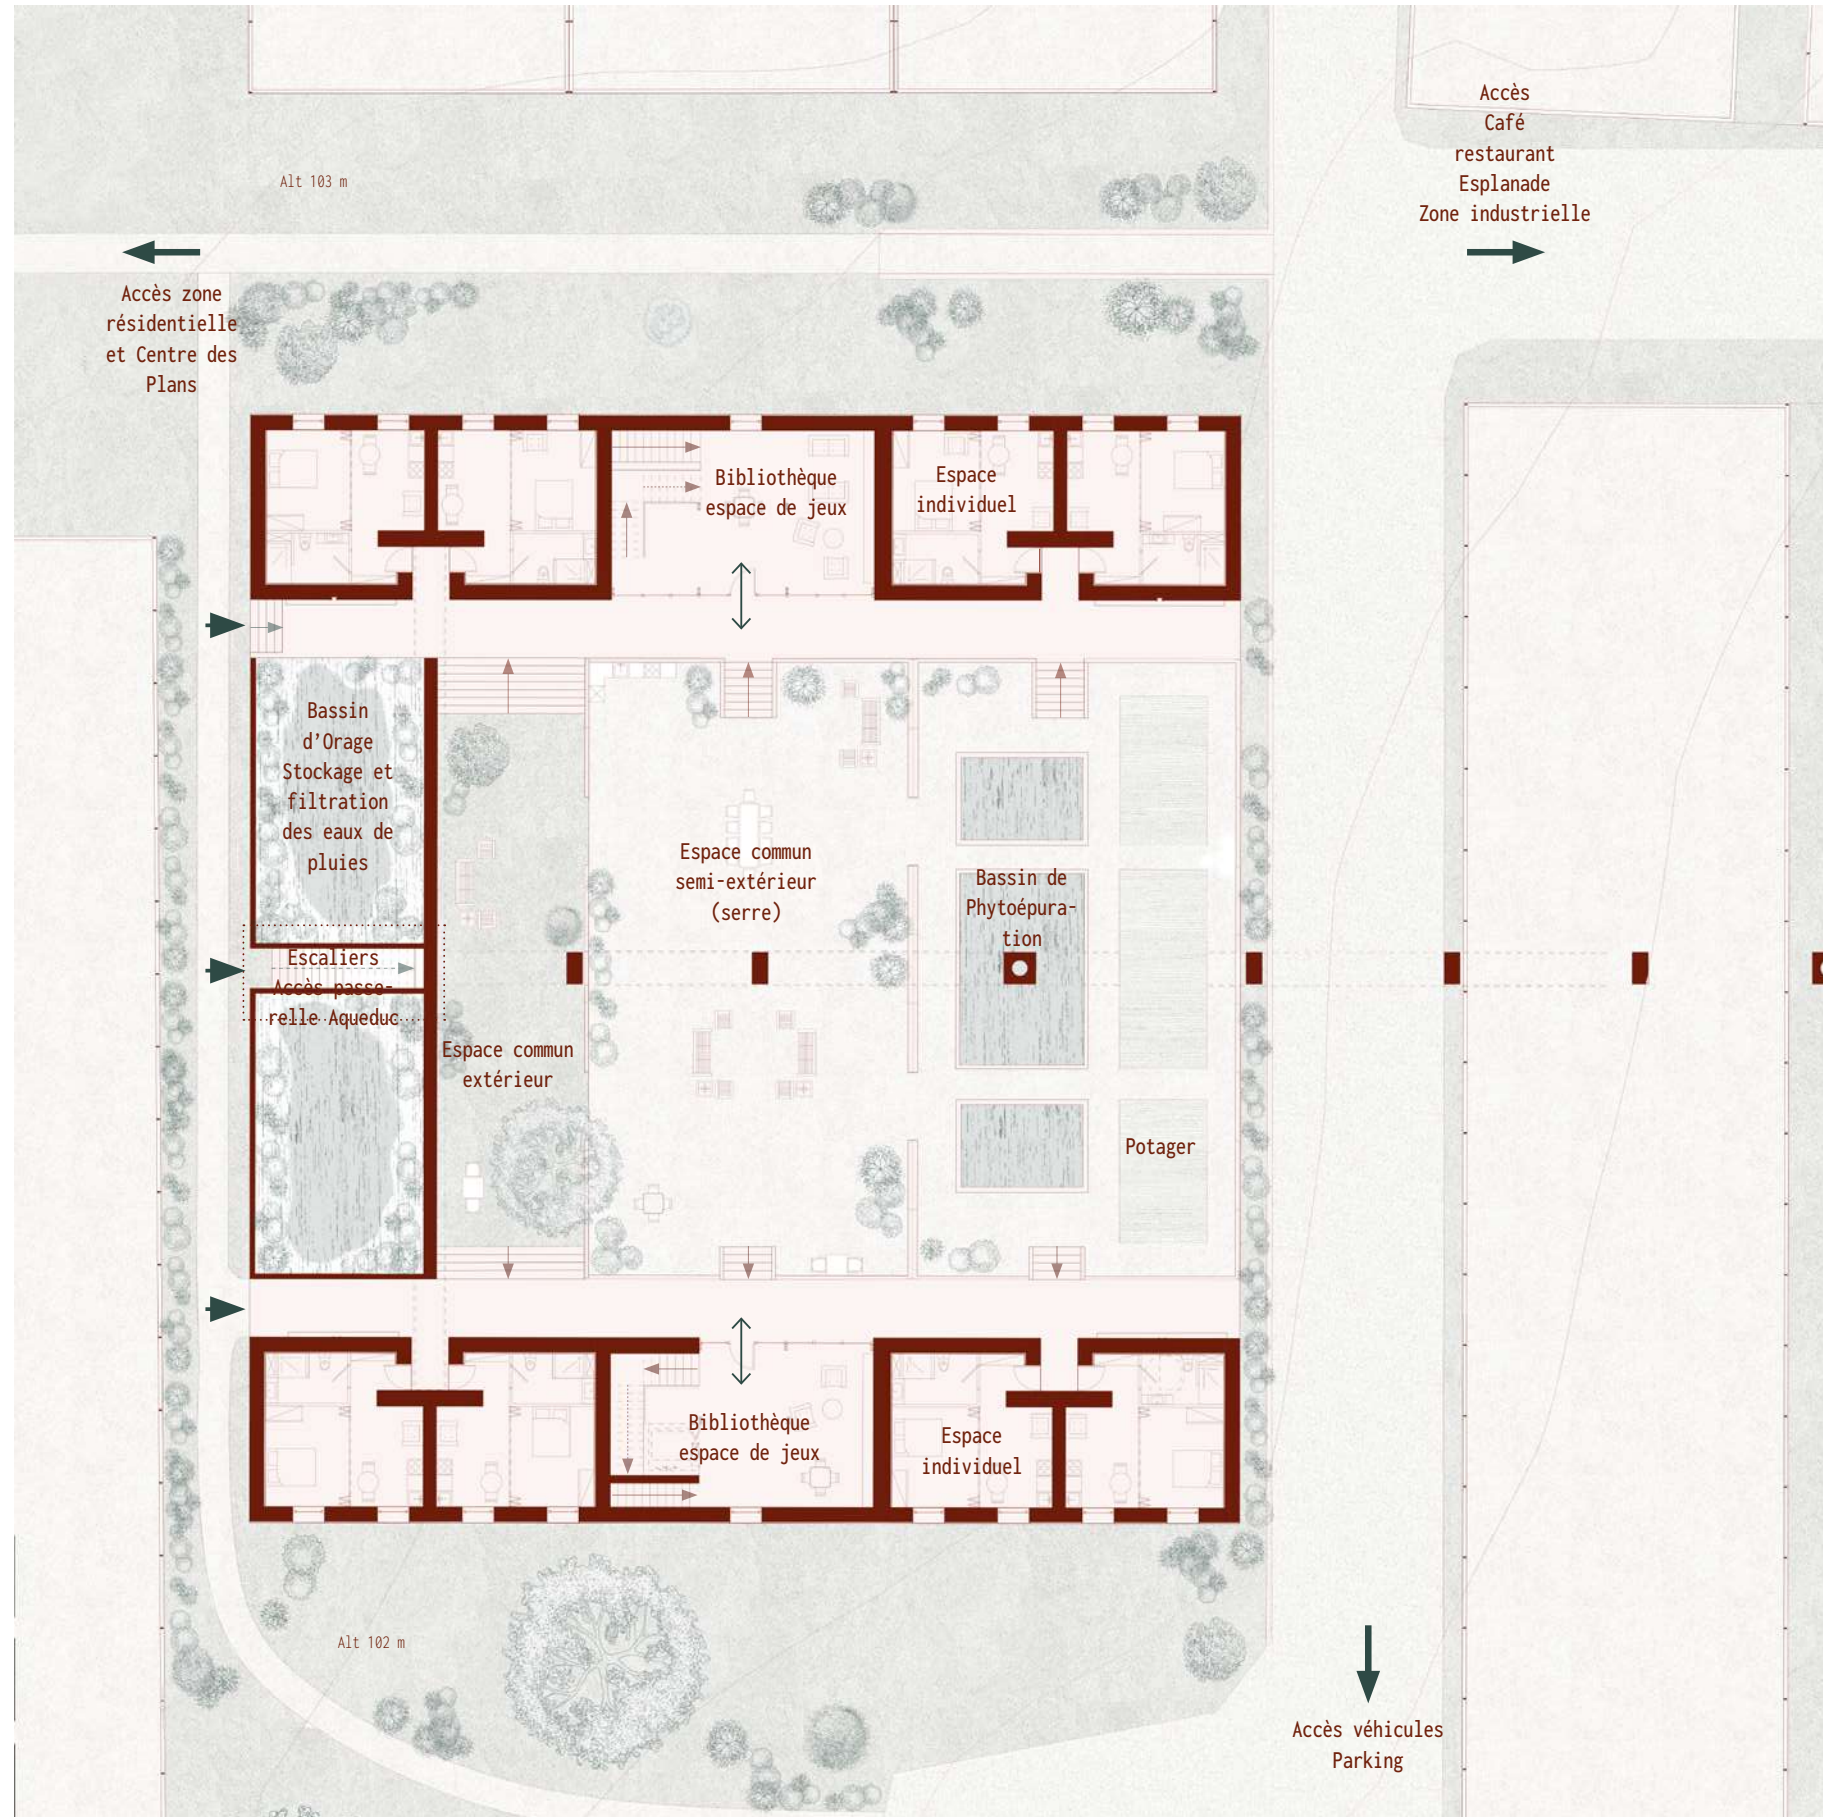 Accès
Café
restaurant
Esplanade
Zone industrielle
Alt 103 m
Accès zone
résidentielle
et Centre des
Plans
Bibliothèque
espace de jeux
Espace
individuel
Bassin
d'Orage
Stockage et
filtration
des eaux de
pluies
Espace commun
semi-extérieur
(serre)
Bassin de
Phytoépura-
tion
Escaliers
Accès passe-
relle Aqueduc
Espace commun
extérieur
Potager
Bibliothèque
espace de jeux
Espace
individuel
Alt 102 m
Accès véhicules
Parking